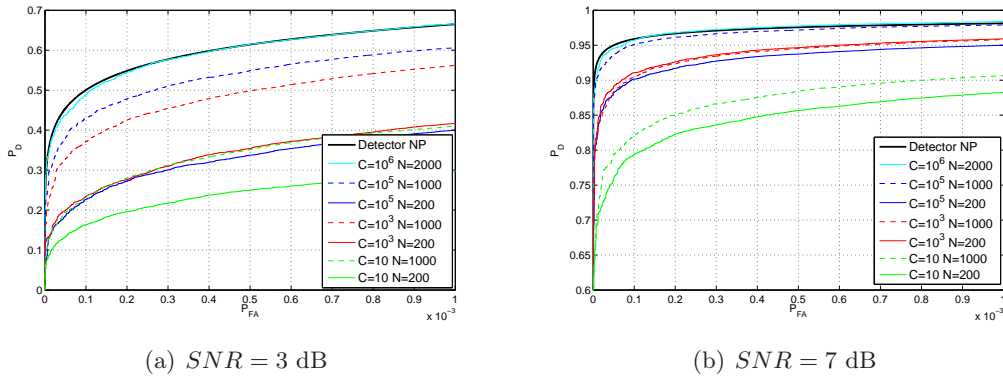 0.7
0.6
0.5
0.4
0.3
0.2
0.1
0
P_D
0 0.1 0.2 0.3 0.4 0.5 0.6 0.7 0.8 0.9 1
P_FA
x 10^-3
Detector NP
C=10^6 N=2000
C=10^5 N=1000
C=10^5 N=200
C=10^3 N=1000
C=10^3 N=200
C=10 N=1000
C=10 N=200
(a) SNR = 3 dB
1
0.95
0.9
0.85
0.8
0.75
0.7
0.65
0.6
P_D
0 0.1 0.2 0.3 0.4 0.5 0.6 0.7 0.8 0.9 1
P_FA
x 10^-3
Detector NP
C=10^6 N=2000
C=10^5 N=1000
C=10^5 N=200
C=10^3 N=1000
C=10^3 N=200
C=10 N=1000
C=10 N=200
(b) SNR = 7 dB